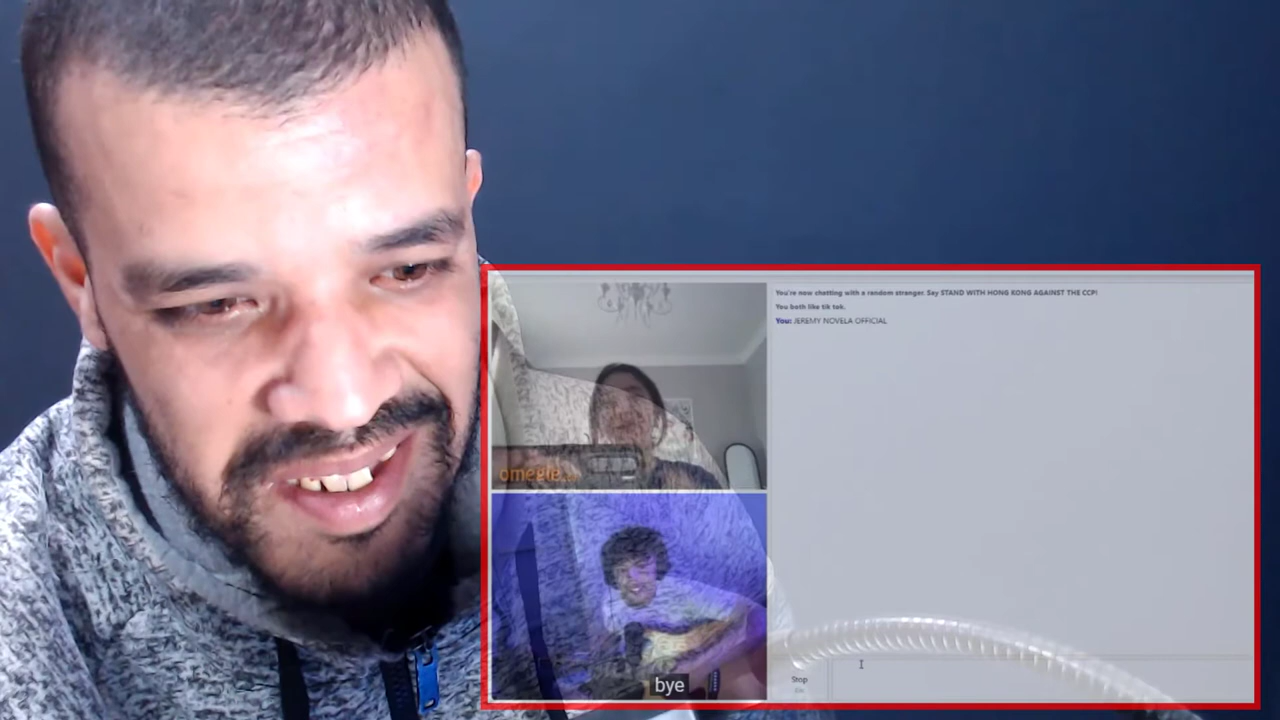 You're now chatting with a random stranger. Say STAND WITH HONG KONG AGAINST THE CCP!
You both like tik tok.
You: JEREMY NOVELA OFFICIAL
omegle
bye
Stop